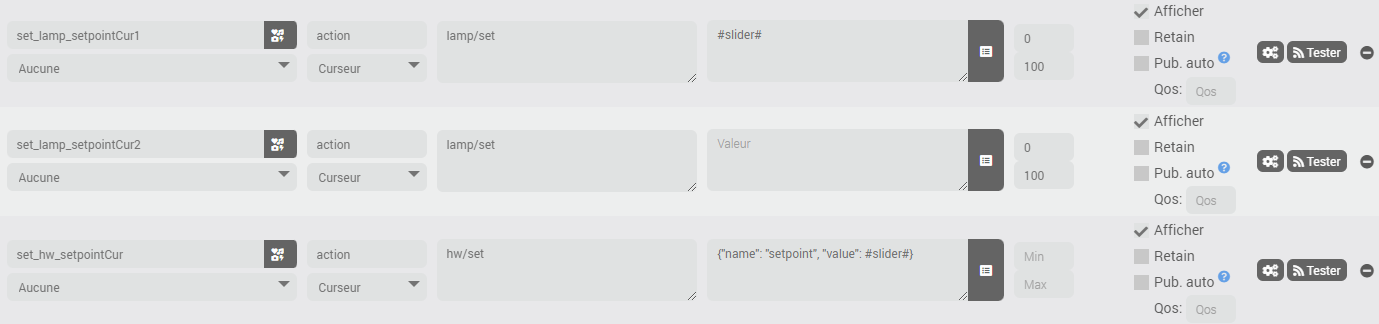 Afficher
set_lamp_setpointCur1 action lamp/set #slider# 0
Retain
Tester
Aucune Curseur 100
Pub. auto ?
Qos: Qos
Afficher
set_lamp_setpointCur2 action lamp/set Valeur 0
Retain
Tester
Aucune Curseur 100
Pub. auto ?
Qos: Qos
Afficher
set_hw_setpointCur action hw/set {"name": "setpoint", "value": #slider#} Min
Retain
Tester
Aucune Curseur Max
Pub. auto ?
Qos: Qos